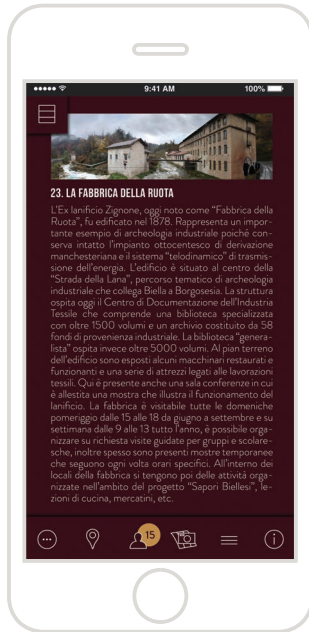 9:41 AM
100%
23. LA FABBRICA DELLA RUOTA
L'Ex lanificio Zignone, oggi noto come "Fabbrica della
Ruota", fu edificato nel 1878. Rappresenta un impor-
tante esempio di archeologia industriale poiché con-
serva intatto l'impianto ottocentesco di derivazione
manchesteriana e il sistema "telodinamico" di trasmis-
sione dell'energia. L'edificio è situato al centro della
"Strada della Lana", percorso tematico di archeologia
industriale che collega Biella a Borgosesia. La struttura
ospita oggi il Centro di Documentazione dell'Industria
Tessile che comprende una biblioteca specializzata
con oltre 1500 volumi e un archivio costituito da 58
fondi di provenienza industriale. La biblioteca "genera-
lista" ospita invece oltre 5000 volumi. Al pian terreno
dell'edificio sono esposti alcuni macchinari restaurati e
funzionanti e una serie di attrezzi legati alle lavorazioni
tessili. Qui è presente anche una sala conferenze in cui
è allestita una mostra che illustra il funzionamento del
lanificio. La fabbrica è visitabile tutte le domeniche
pomeriggio dalle 15 alle 18 da giugno a settembre e su
settimana dalle 9 alle 13 tutto l'anno, è possibile orga-
nizzare su richiesta visite guidate per gruppi e scolare-
sche, inoltre spesso sono presenti mostre temporanee
che seguono ogni volta orari specifici. All'interno dei
locali della fabbrica si tengono poi delle attività orga-
nizzate nell'ambito del progetto "Sapori Biellesi", le-
zioni di cucina, mercatini, etc.
15